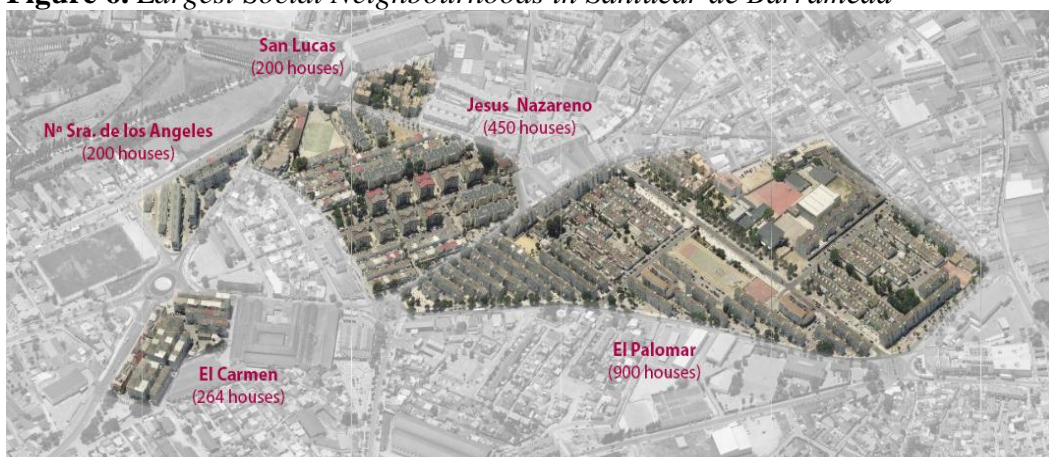 Figure 6. Largest Social Neighbourhoods in Sanlúcar de Barrameda
San Lucas
(200 houses)
Jesus Nazareno
(450 houses)
Nª Sra. de los Angeles
(200 houses)
El Palomar
(900 houses)
El Carmen
(264 houses)